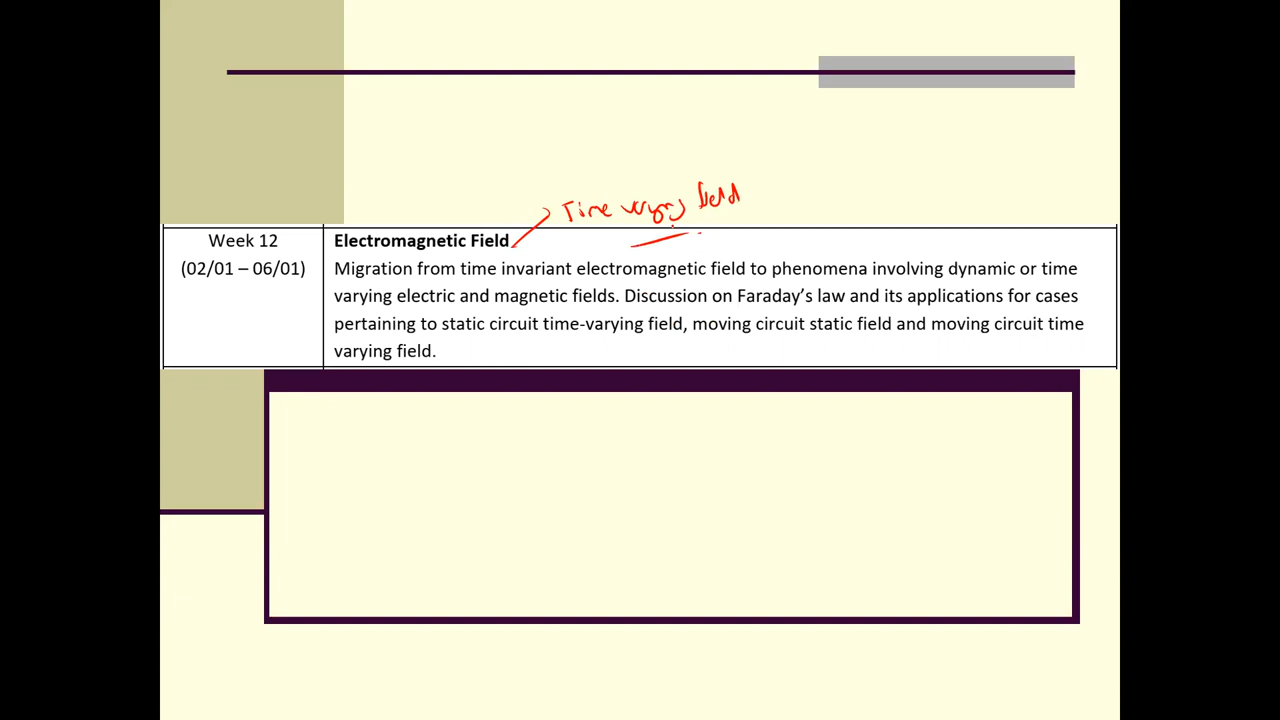 Time varying field
Week 12
(02/01 – 06/01)
Electromagnetic Field
Migration from time invariant electromagnetic field to phenomena involving dynamic or time
varying electric and magnetic fields. Discussion on Faraday’s law and its applications for cases
pertaining to static circuit time-varying field, moving circuit static field and moving circuit time
varying field.